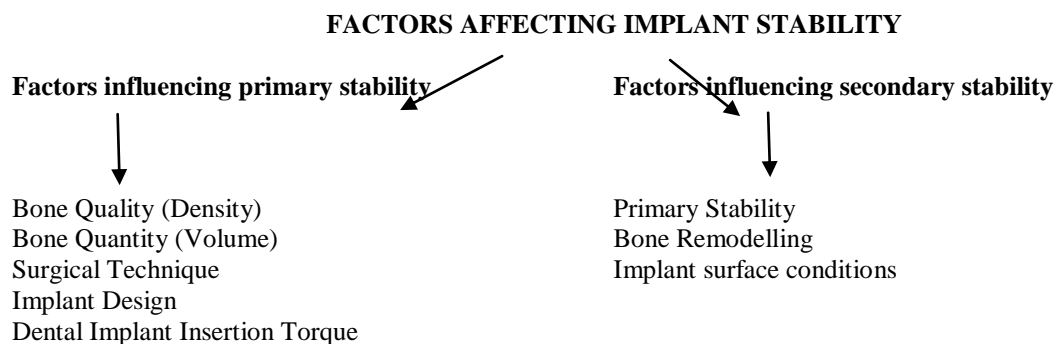 FACTORS AFFECTING IMPLANT STABILITY
Factors influencing primary stability
Bone Quality (Density)
Bone Quantity (Volume)
Surgical Technique
Implant Design
Dental Implant Insertion Torque
Factors influencing secondary stability
Primary Stability
Bone Remodelling
Implant surface conditions